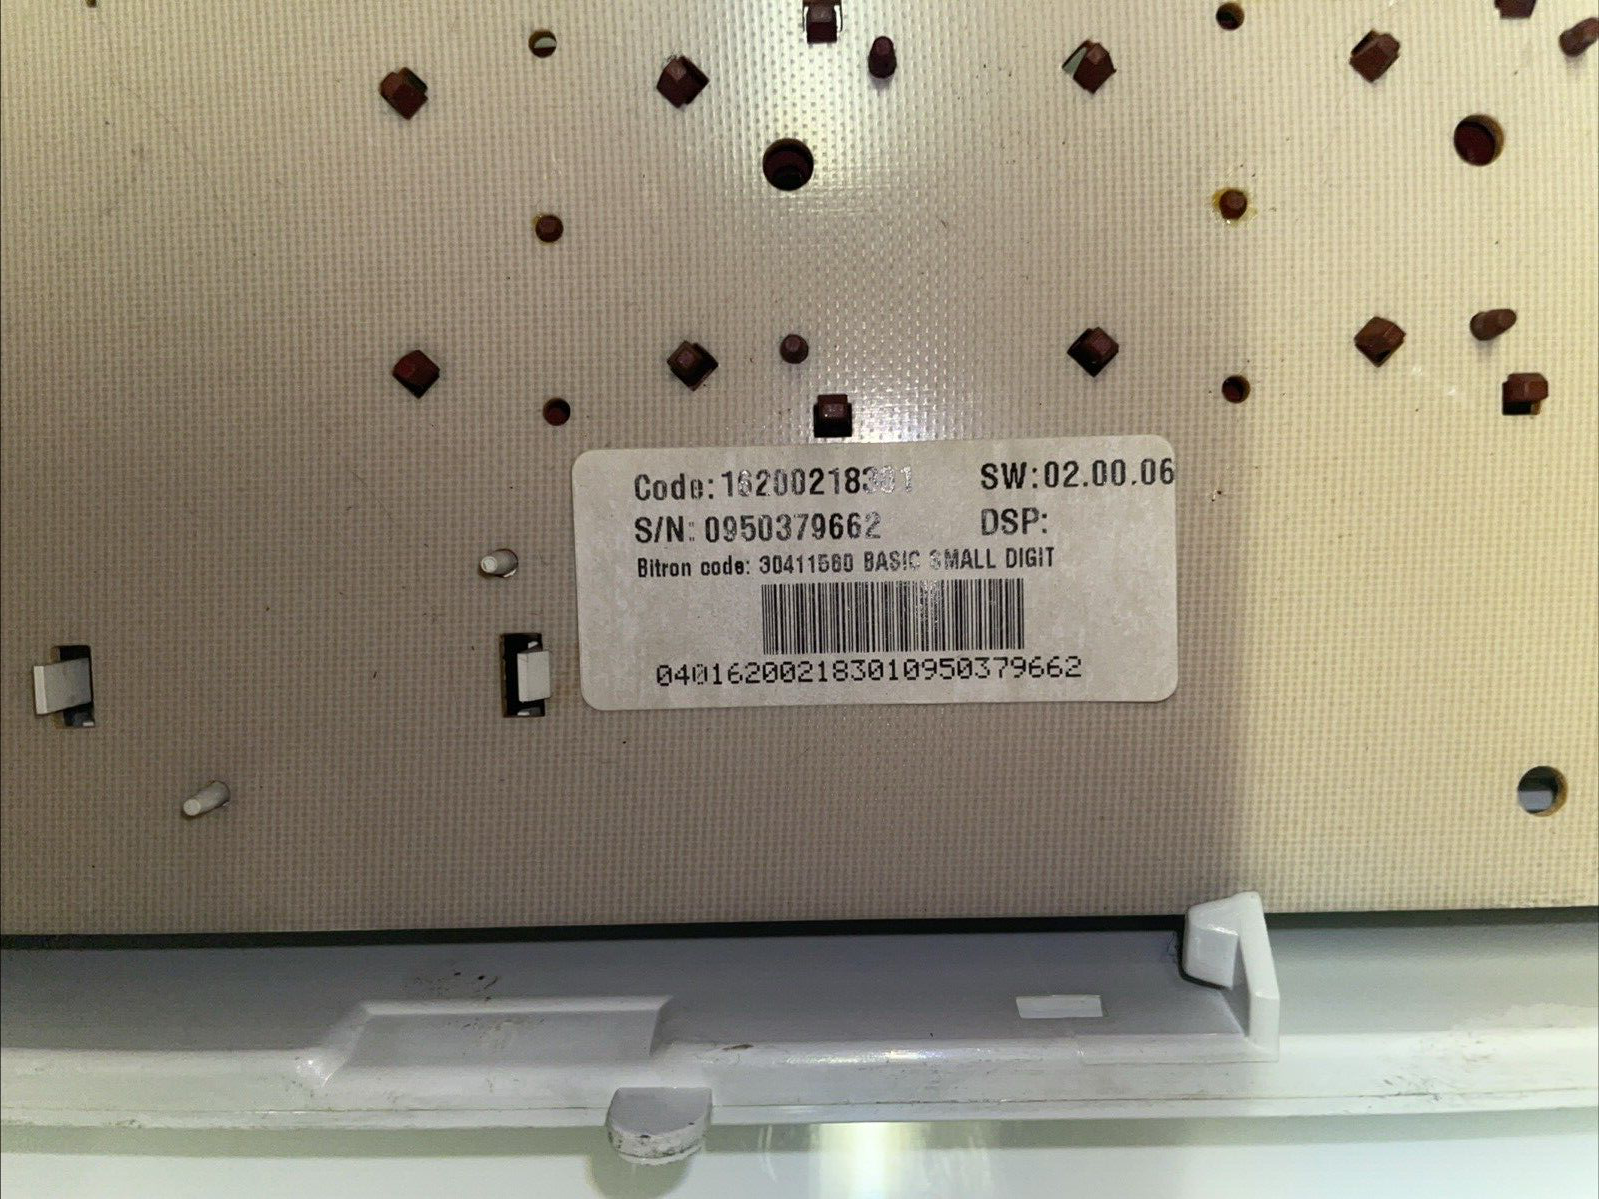 Code: 16200218301 SW:02.00.06
S/N: 0950379662 DSP:
Bitron code: 30411560 BASIC SMALL DIGIT
040162002183010950379662